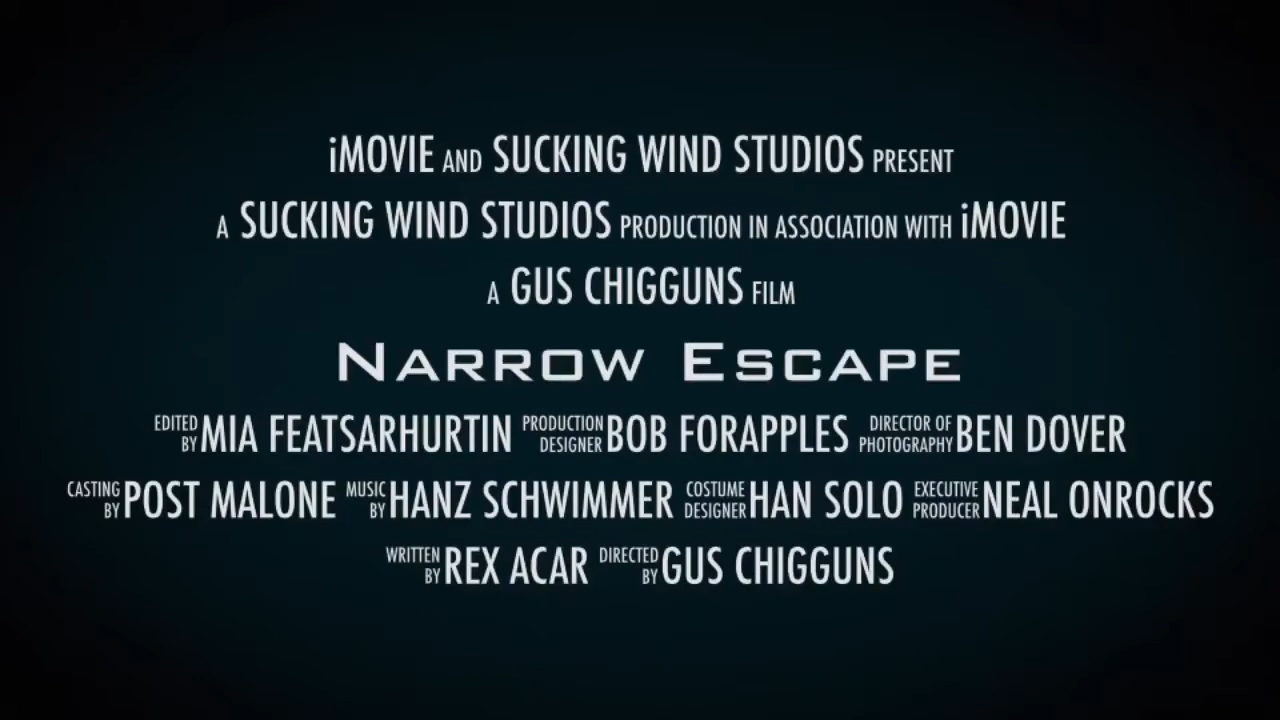 iMOVIE AND SUCKING WIND STUDIOS PRESENT
A SUCKING WIND STUDIOS PRODUCTION IN ASSOCIATION WITH iMOVIE
A GUS CHIGGUNS FILM
NARROW ESCAPE
EDITED BY MIA FEATSARHURTIN PRODUCTION DESIGNER BOB FORAPPLES DIRECTOR OF PHOTOGRAPHY BEN DOVER
CASTING BY POST MALONE MUSIC BY HANZ SCHWIMMER COSTUME DESIGNER HAN SOLO EXECUTIVE PRODUCER NEAL ONROCKS
WRITTEN BY REX ACAR DIRECTED BY GUS CHIGGUNS